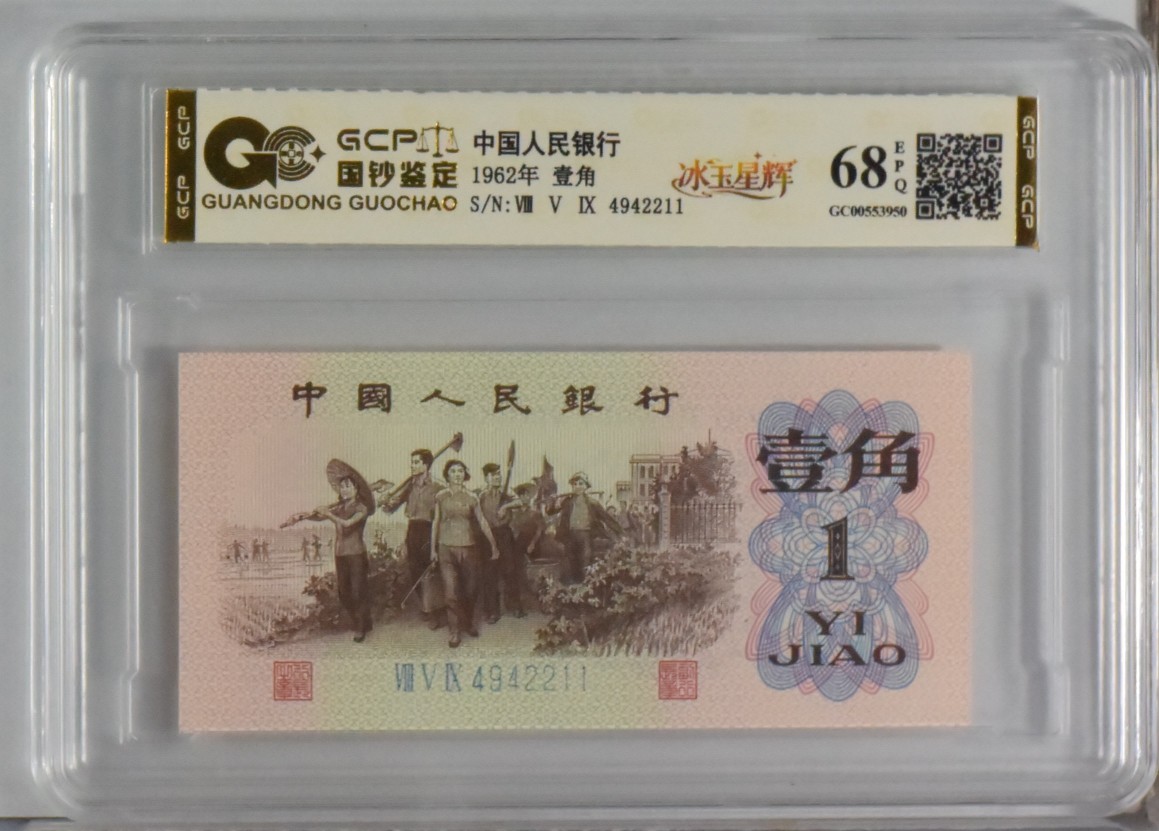 GCP
国钞鉴定
GUANGDONG GUOCHAO
中国人民银行
1962年 壹角
S/N:Ⅷ Ⅴ Ⅸ 4942211
冰玉星辉
68 EPQ
GC00553950
GCP
GCP
GCP
GCP
中國人民銀行
壹角
1
YI
JIAO
Ⅷ Ⅴ Ⅸ 4942211